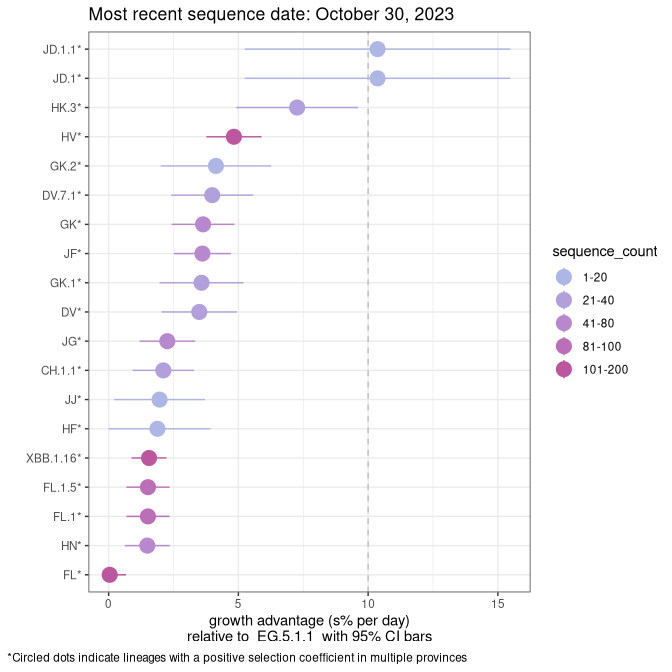 Most recent sequence date: October 30, 2023
JD.1.1*
JD.1*
HK.3*
HV*
GK.2*
DV.7.1*
GK*
JF*
GK.1*
DV*
JG*
CH.1.1*
JJ*
HF*
XBB.1.16*
FL.1.5*
FL.1*
HN*
FL*
0 5 10 15
growth advantage (s% per day)
relative to  EG.5.1.1  with 95% CI bars
sequence_count
1-20
21-40
41-80
81-100
101-200
*Circled dots indicate lineages with a positive selection coefficient in multiple provinces